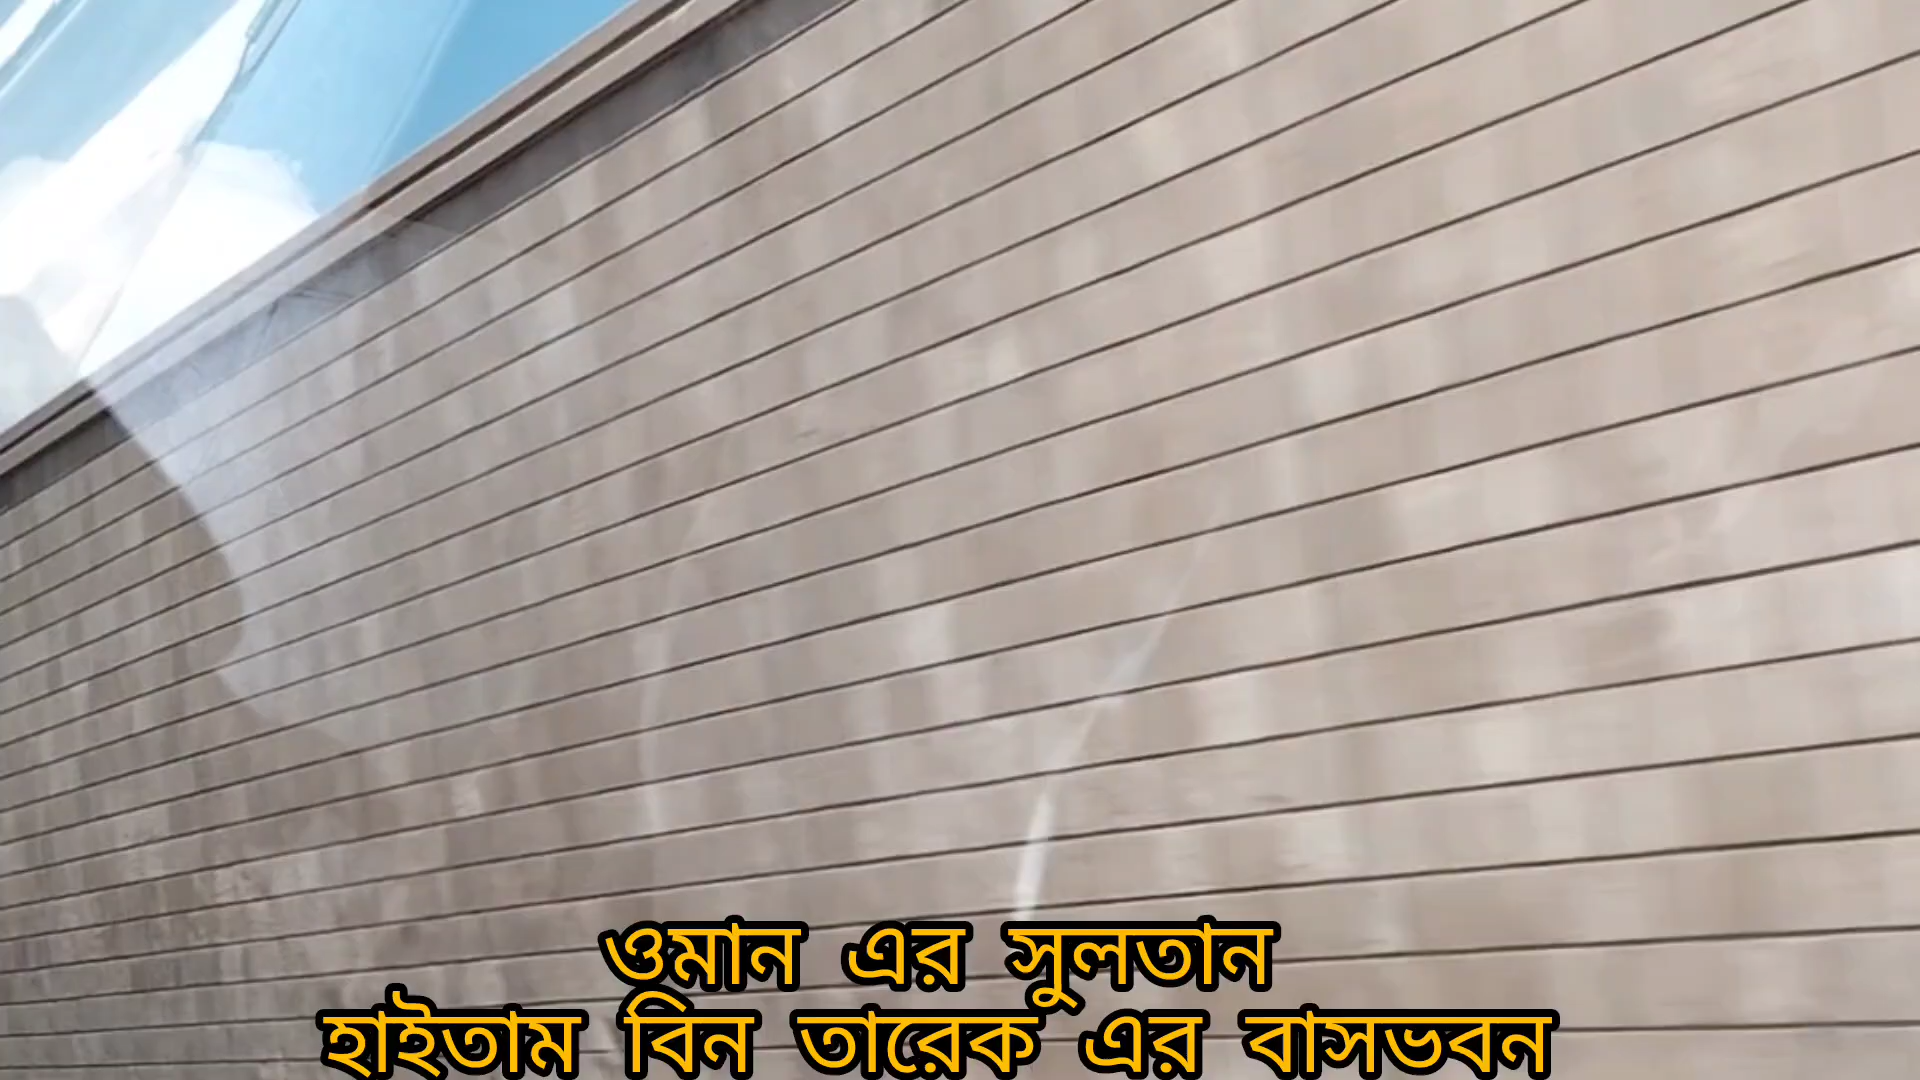 ওমান এর সুলতান
হাইতাম বিন তারেক এর বাসভবন